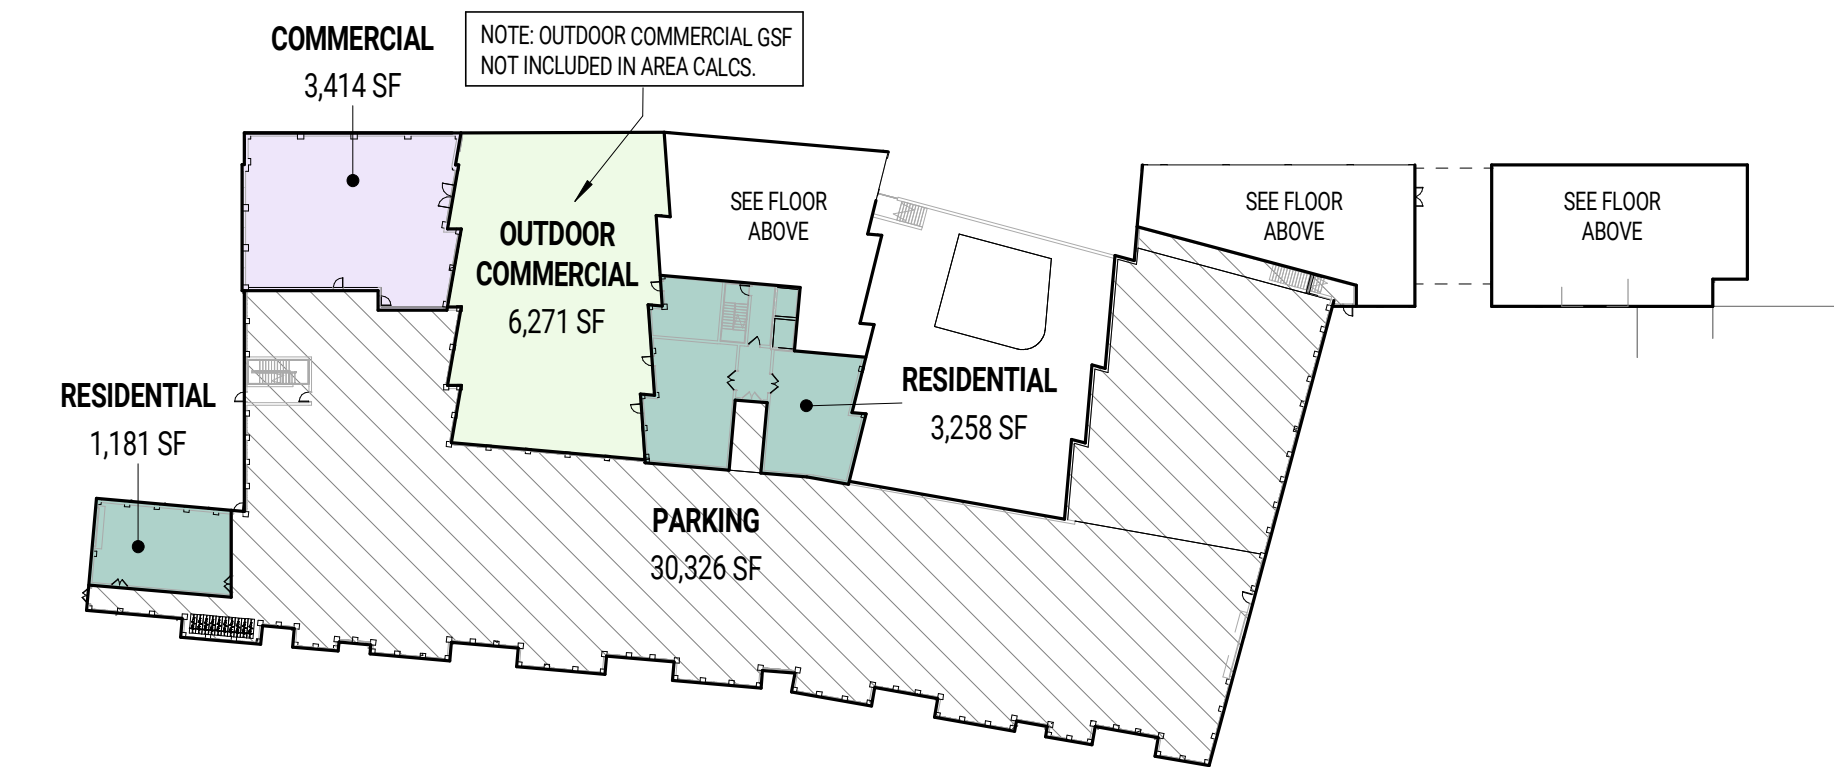 COMMERCIAL
3,414 SF
NOTE: OUTDOOR COMMERCIAL GSF
NOT INCLUDED IN AREA CALCS.
OUTDOOR
COMMERCIAL
6,271 SF
SEE FLOOR
ABOVE
SEE FLOOR
ABOVE
SEE FLOOR
ABOVE
RESIDENTIAL
1,181 SF
RESIDENTIAL
3,258 SF
PARKING
30,326 SF